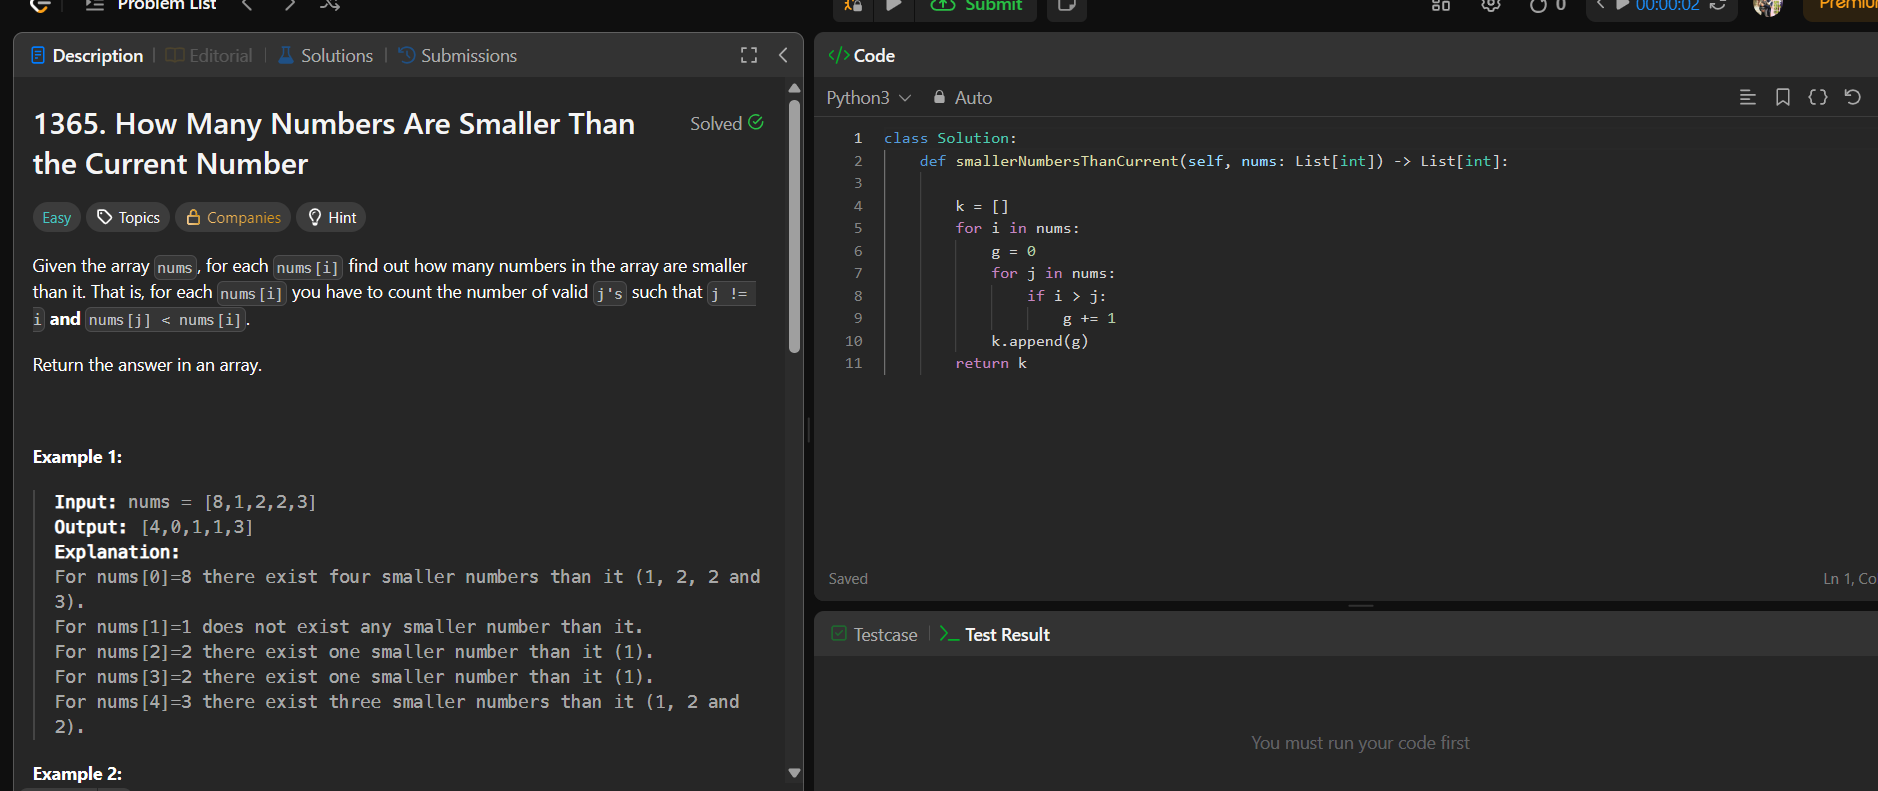 Problem List
Submit
0
00:00:02
Premiu
Description
Editorial
Solutions
Submissions
1365. How Many Numbers Are Smaller Than
the Current Number
Solved
Easy
Topics
Companies
Hint
Given the array nums, for each nums[i] find out how many numbers in the array are smaller
than it. That is, for each nums[i] you have to count the number of valid j's such that j !=
i and nums[j] < nums[i].
Return the answer in an array.
Example 1:
Input: nums = [8,1,2,2,3]
Output: [4,0,1,1,3]
Explanation:
For nums[0]=8 there exist four smaller numbers than it (1, 2, 2 and
3).
For nums[1]=1 does not exist any smaller number than it.
For nums[2]=2 there exist one smaller number than it (1).
For nums[3]=2 there exist one smaller number than it (1).
For nums[4]=3 there exist three smaller numbers than it (1, 2 and
2).
Example 2:
</> Code
Python3
Auto
1 class Solution:
2 def smallerNumbersThanCurrent(self, nums: List[int]) -> List[int]:
3
4 k = []
5 for i in nums:
6 g = 0
7 for j in nums:
8 if i > j:
9 g += 1
10 k.append(g)
11 return k
Saved
Ln 1, Co
Testcase
Test Result
You must run your code first